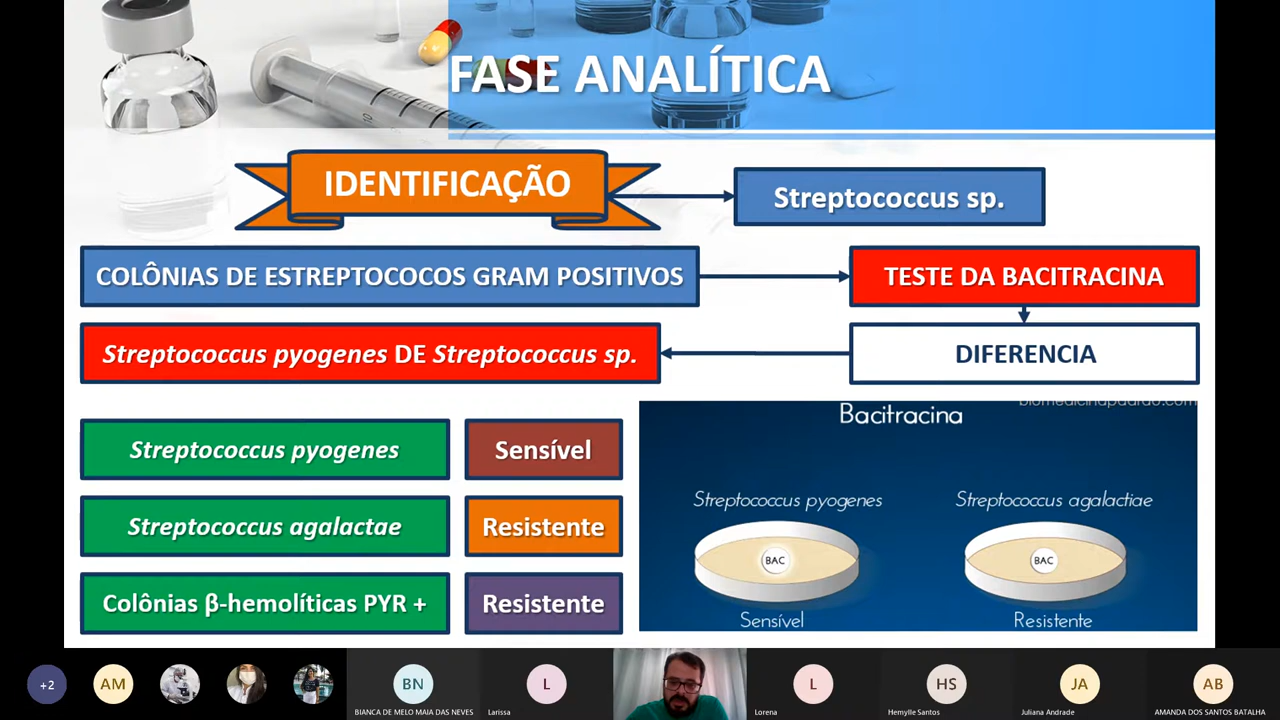 FASE ANALÍTICA
IDENTIFICAÇÃO
Streptococcus sp.
COLÔNIAS DE ESTREPTOCOCOS GRAM POSITIVOS
TESTE DA BACITRACINA
Streptococcus pyogenes DE Streptococcus sp.
DIFERENCIA
Streptococcus pyogenes
Sensível
Streptococcus agalactae
Resistente
Colônias β-hemolíticas PYR +
Resistente
biomedicinapadrao.com
Bacitracina
Streptococcus pyogenes
Streptococcus agalactiae
BAC
BAC
Sensível
Resistente
+2
AM
BN
BIANCA DE MELO MAIA DAS NEVES
L
Larissa
L
Lorena
HS
Hemylle Santos
JA
Juliana Andrade
AB
AMANDA DOS SANTOS BATALHA